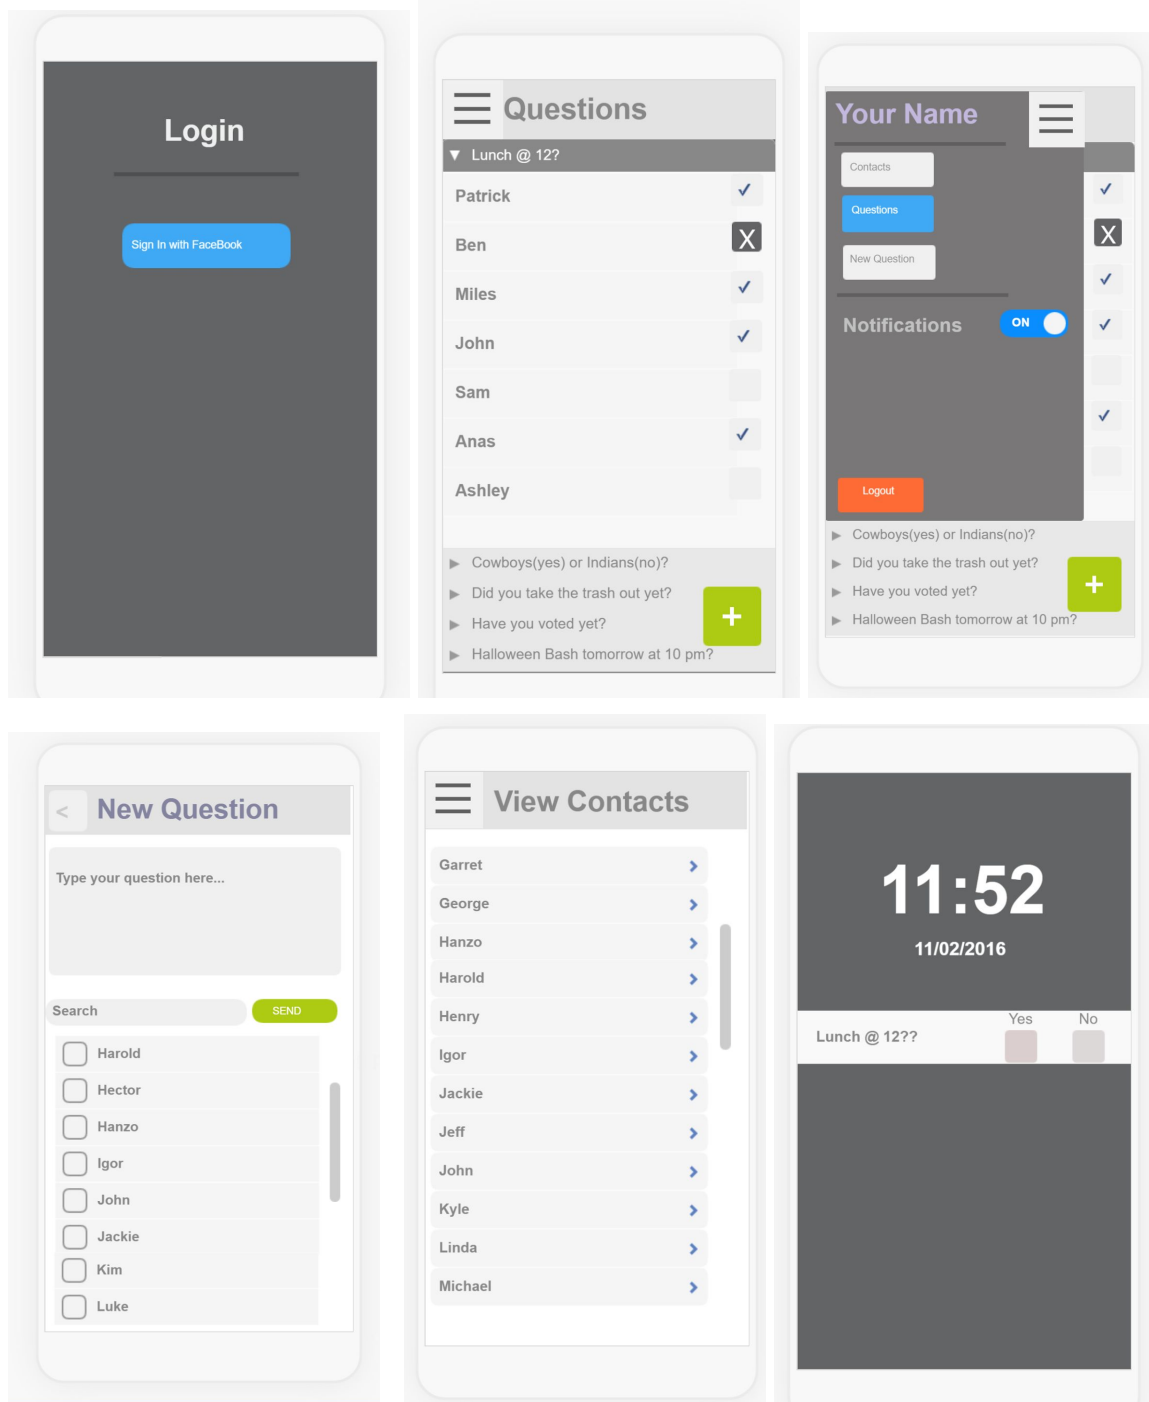 Login
Sign In with FaceBook
Questions
▼ Lunch @ 12?
Patrick ✓
Ben X
Miles ✓
John ✓
Sam
Anas ✓
Ashley
► Cowboys(yes) or Indians(no)?
► Did you take the trash out yet?
► Have you voted yet?
► Halloween Bash tomorrow at 10 pm?
+
Your Name
Contacts
Questions
New Question
Notifications ON
Logout
✓
X
✓
✓
✓
► Cowboys(yes) or Indians(no)?
► Did you take the trash out yet?
► Have you voted yet?
► Halloween Bash tomorrow at 10 pm?
+
< New Question
Type your question here...
Search SEND
Harold
Hector
Hanzo
Igor
John
Jackie
Kim
Luke
View Contacts
Garret
George
Hanzo
Harold
Henry
Igor
Jackie
Jeff
John
Kyle
Linda
Michael
11:52
11/02/2016
Yes No
Lunch @ 12??